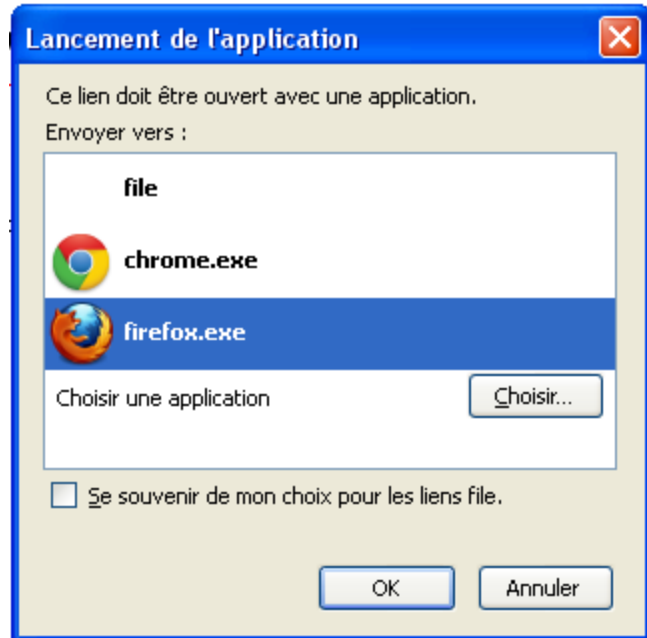 Lancement de l'application
Ce lien doit être ouvert avec une application.
Envoyer vers :
file
chrome.exe
firefox.exe
Choisir une application
Choisir...
Se souvenir de mon choix pour les liens file.
OK
Annuler